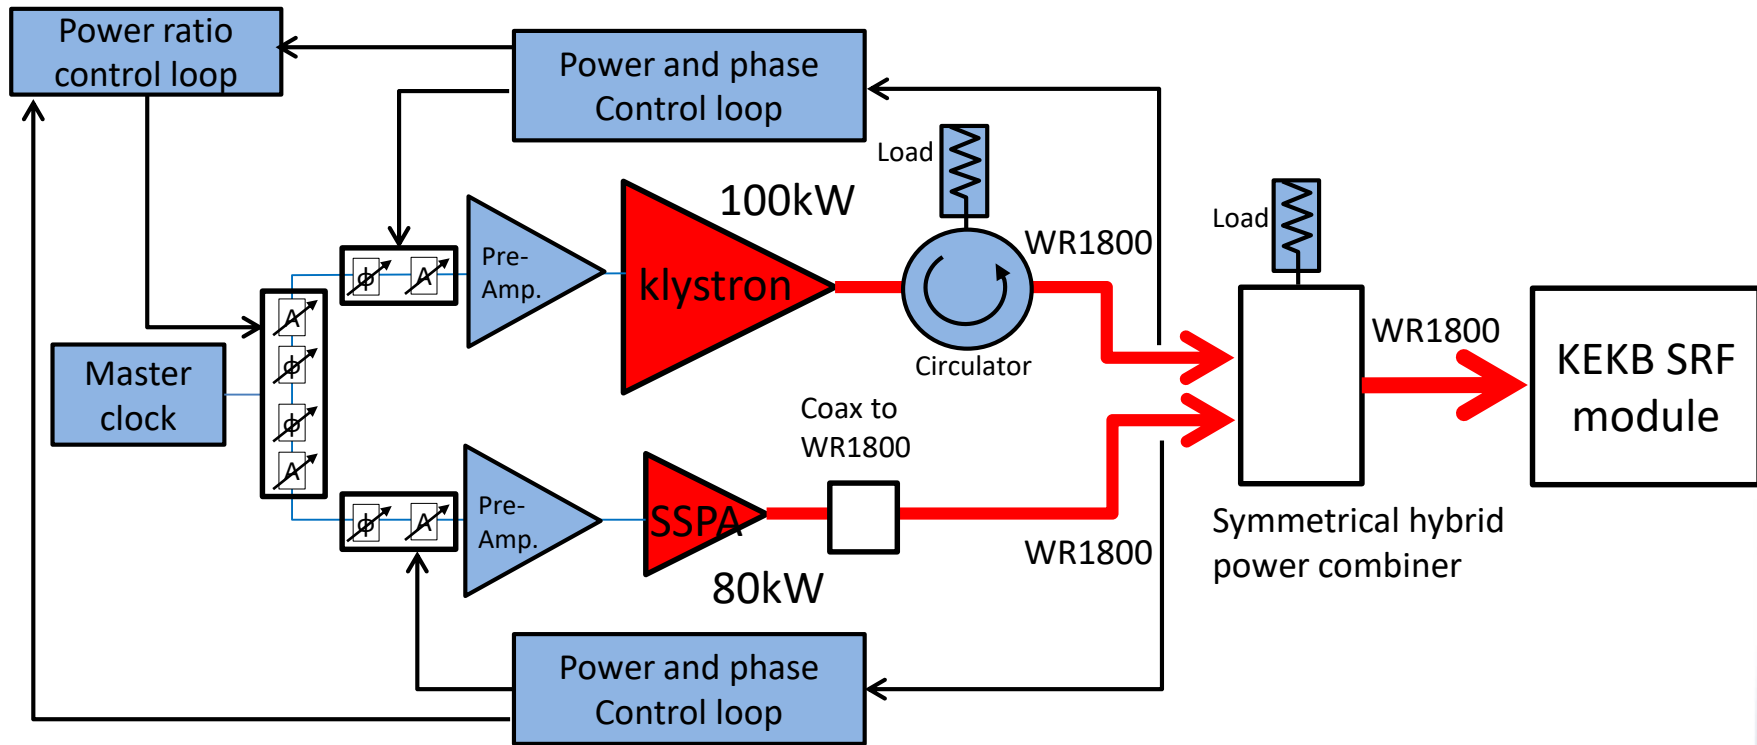 Power ratio
control loop
Power and phase
Control loop
Load
100kW
WR1800
Load
ϕ
A
Pre-
Amp.
klystron
Circulator
A
ϕ
ϕ
A
Master
clock
WR1800
KEKB SRF
module
Coax to
WR1800
ϕ
A
Pre-
Amp.
SSPA
80kW
WR1800
Symmetrical hybrid
power combiner
Power and phase
Control loop